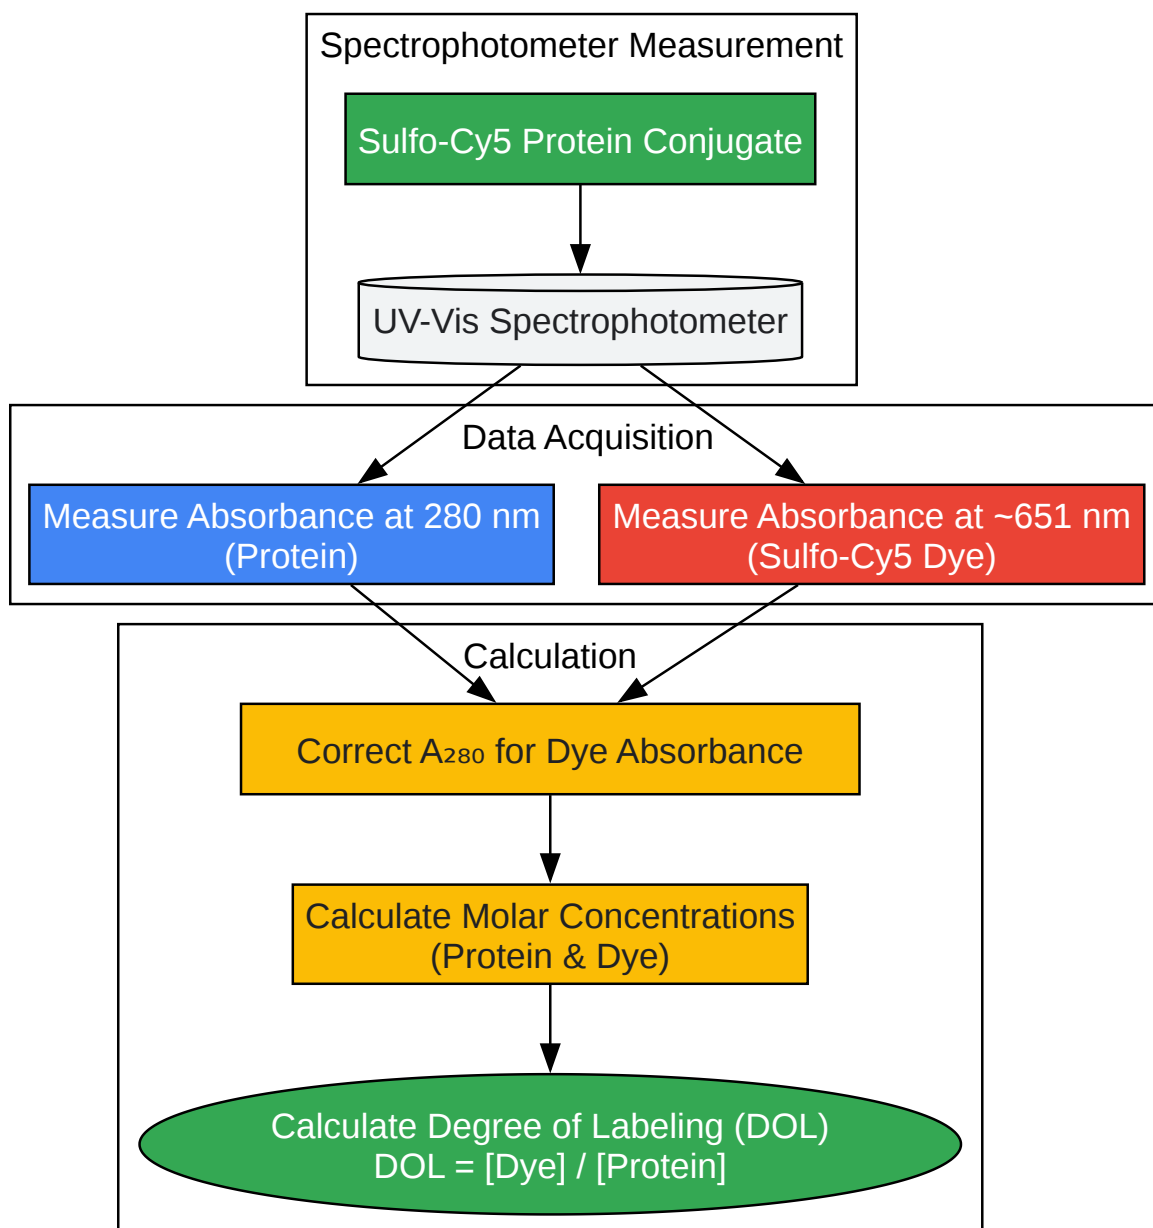 Spectrophotometer Measurement
Sulfo-Cy5 Protein Conjugate
UV-Vis Spectrophotometer
Data Acquisition
Measure Absorbance at 280 nm
(Protein)
Measure Absorbance at ~651 nm
(Sulfo-Cy5 Dye)
Calculation
Correct A₂₈₀ for Dye Absorbance
Calculate Molar Concentrations
(Protein & Dye)
Calculate Degree of Labeling (DOL)
DOL = [Dye] / [Protein]